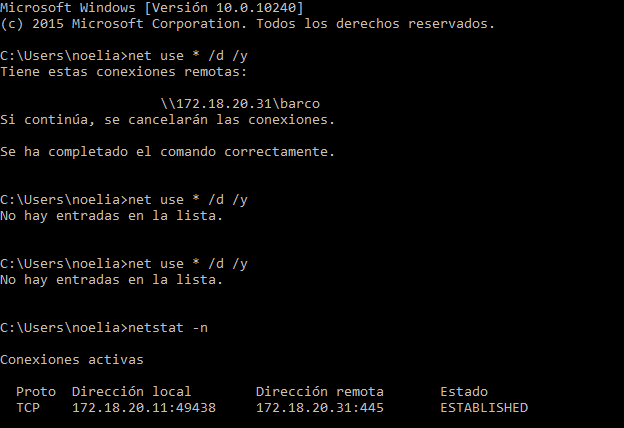 Microsoft Windows [Versión 10.0.10240]
(c) 2015 Microsoft Corporation. Todos los derechos reservados.
C:\Users\noelia>net use * /d /y
Tiene estas conexiones remotas:
\\172.18.20.31\barco
Si continúa, se cancelarán las conexiones.
Se ha completado el comando correctamente.
C:\Users\noelia>net use * /d /y
No hay entradas en la lista.
C:\Users\noelia>net use * /d /y
No hay entradas en la lista.
C:\Users\noelia>netstat -n
Conexiones activas
Proto Dirección local Dirección remota Estado
TCP 172.18.20.11:49438 172.18.20.31:445 ESTABLISHED